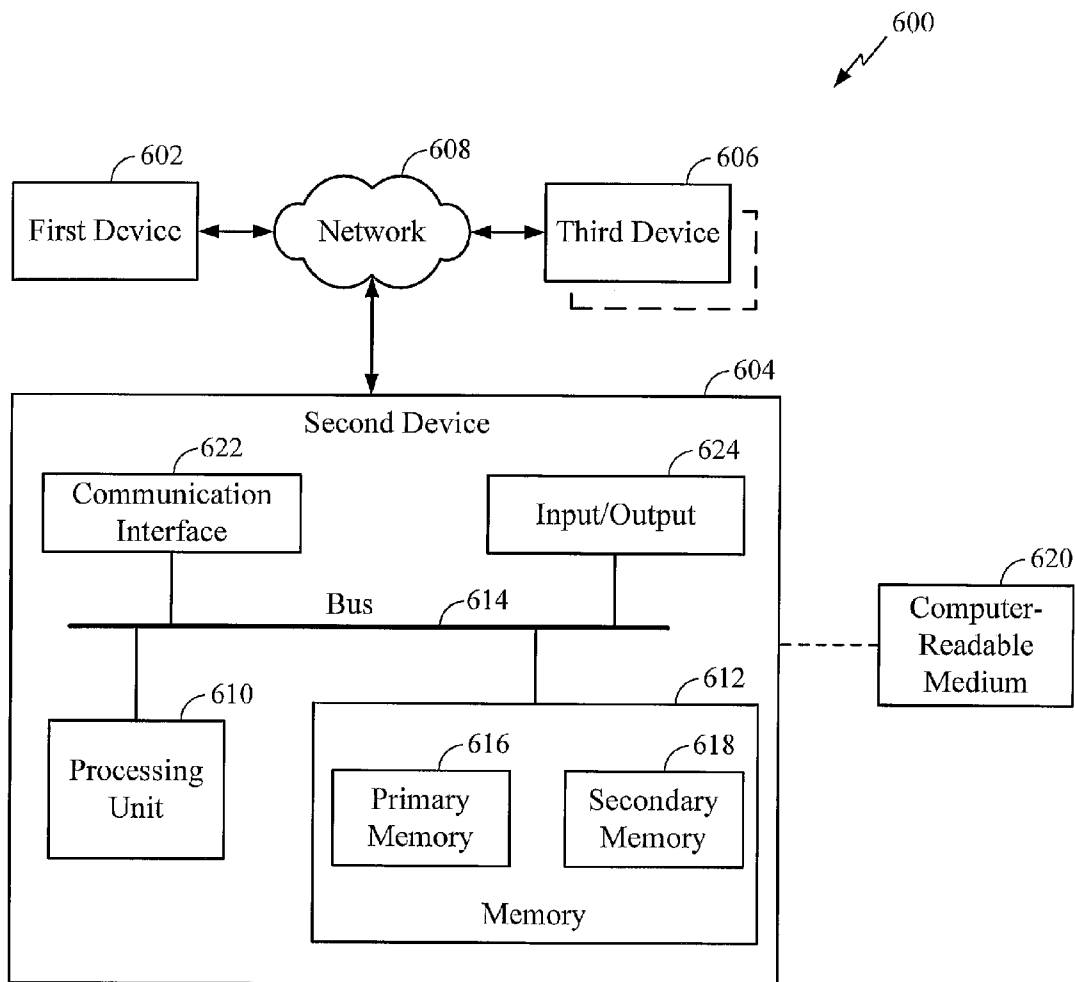 600
602
608
606
First Device
Network
Third Device
604
Second Device
622
624
Communication
Interface
Input/Output
620
Bus
614
Computer-
Readable
Medium
610
612
616
618
Processing
Unit
Primary
Memory
Secondary
Memory
Memory